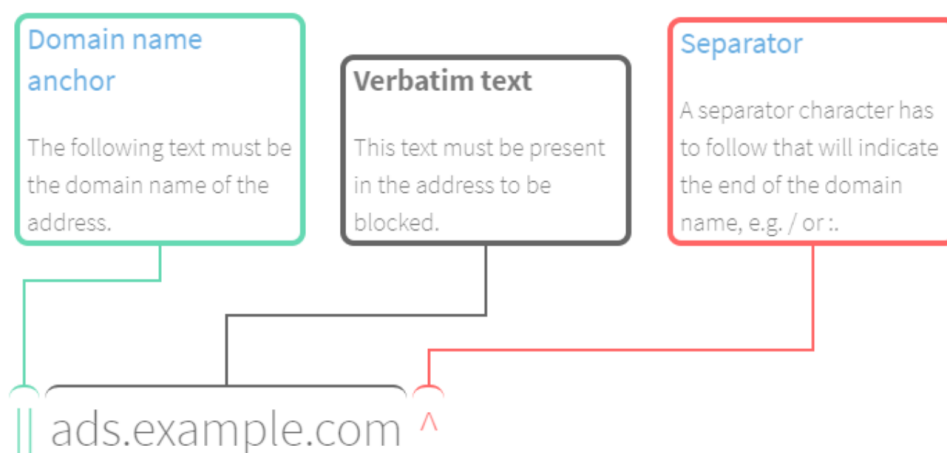 Domain name
anchor
The following text must be
the domain name of the
address.
Verbatim text
This text must be present
in the address to be
blocked.
Separator
A separator character has
to follow that will indicate
the end of the domain
name, e.g. / or :.
|| ads.example.com ^